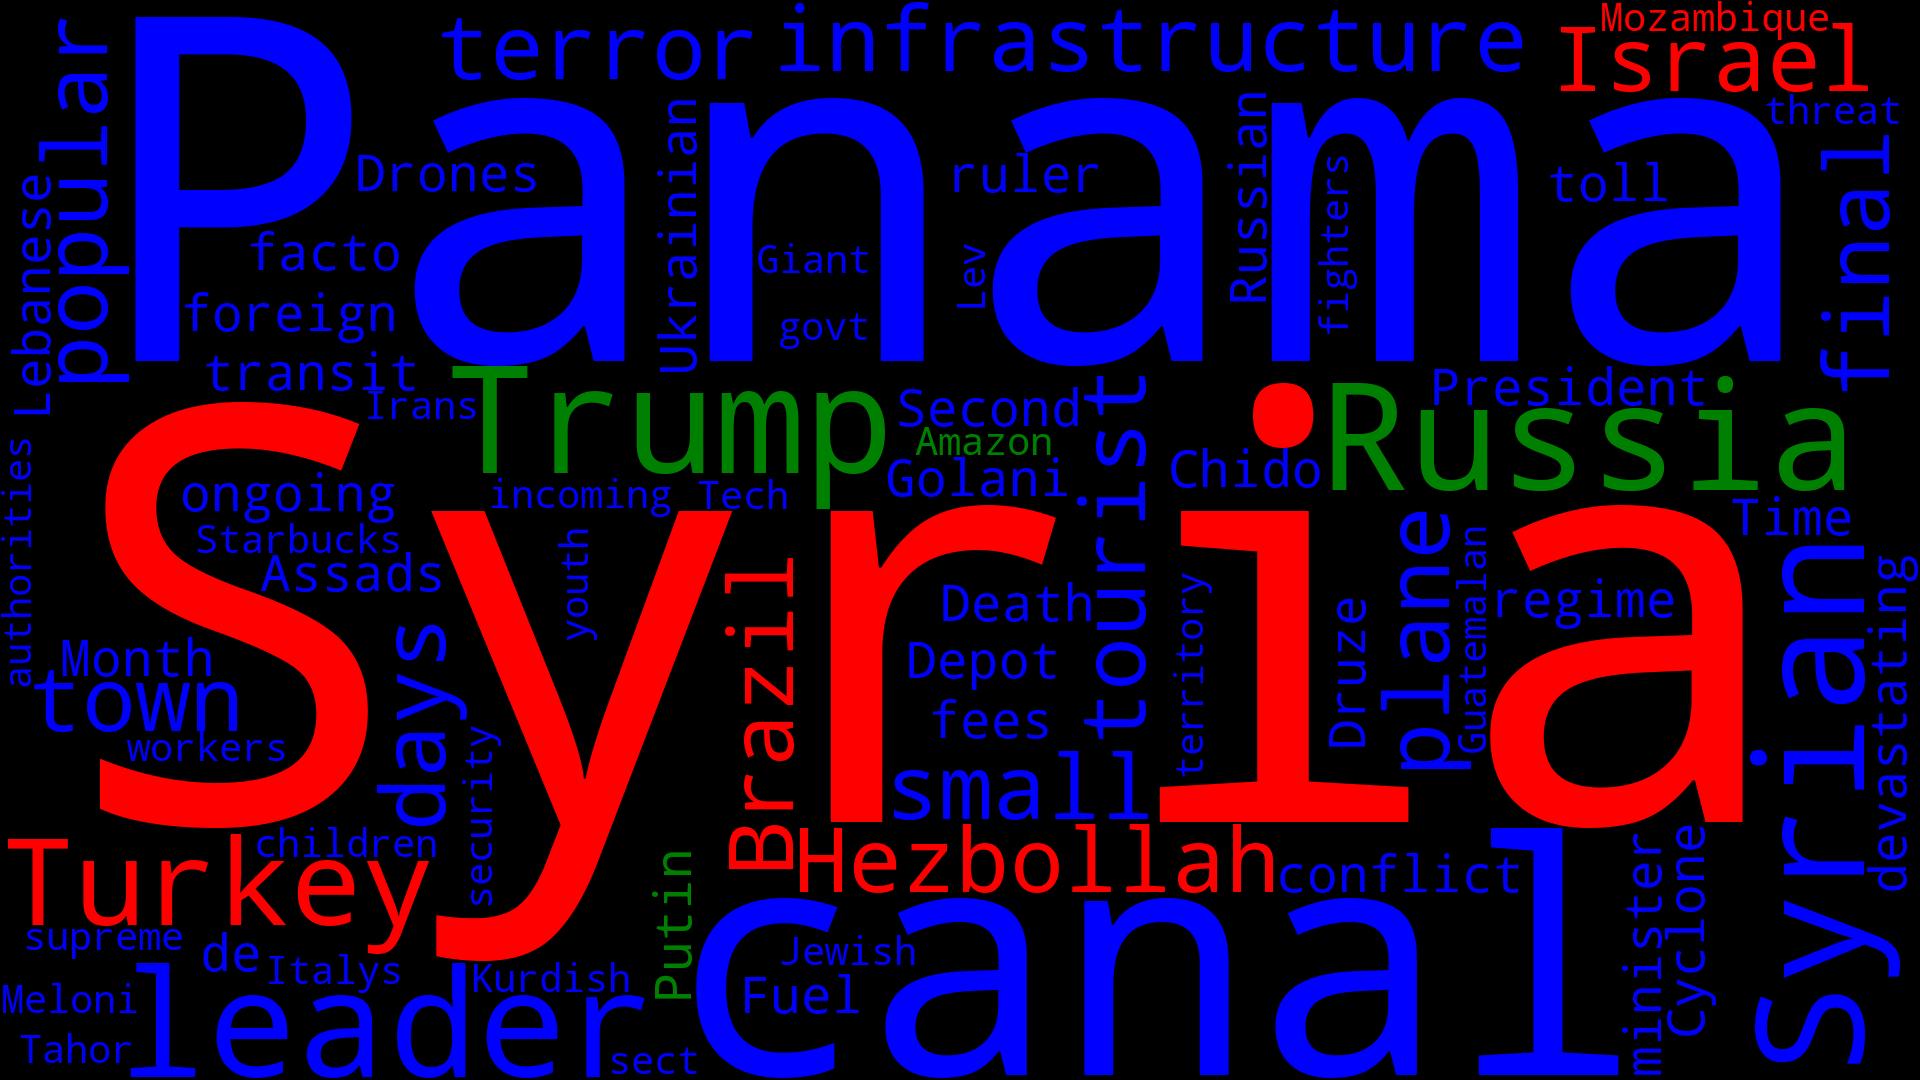 Panama
Syria
canal
Trump
Russia
Turkey
Hezbollah
Israel
Brazil
Syrian
leader
infrastructure
terror
popular
final
tourist
plane
small
days
town
Mozambique
threat
Drones
Ukrainian
ruler
Russian
fighters
toll
Lebanese
facto
Giant
Lev
foreign
govt
transit
Irans
Second
President
Amazon
Golani
Chido
Time
authorities
ongoing
incoming
Tech
Starbucks
Assads
youth
Death
territory
Druze
Guatemalan
regime
devastating
Month
Depot
workers
fees
security
children
conflict
minister
Cyclone
Putin
supreme
de
Italys
Kurdish
Jewish
Fuel
Meloni
Tahor
sect